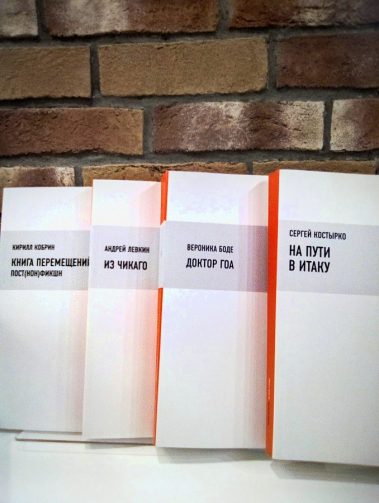 КИРИЛЛ КОБРИН
КНИГА ПЕРЕМЕЩЕНИЙ
ПОСТ(НОН)ФИКШН
АНДРЕЙ ЛЕВКИН
ИЗ ЧИКАГО
ВЕРОНИКА БОДЕ
ДОКТОР ГОА
СЕРГЕЙ КОСТЫРКО
НА ПУТИ
В ИТАКУ